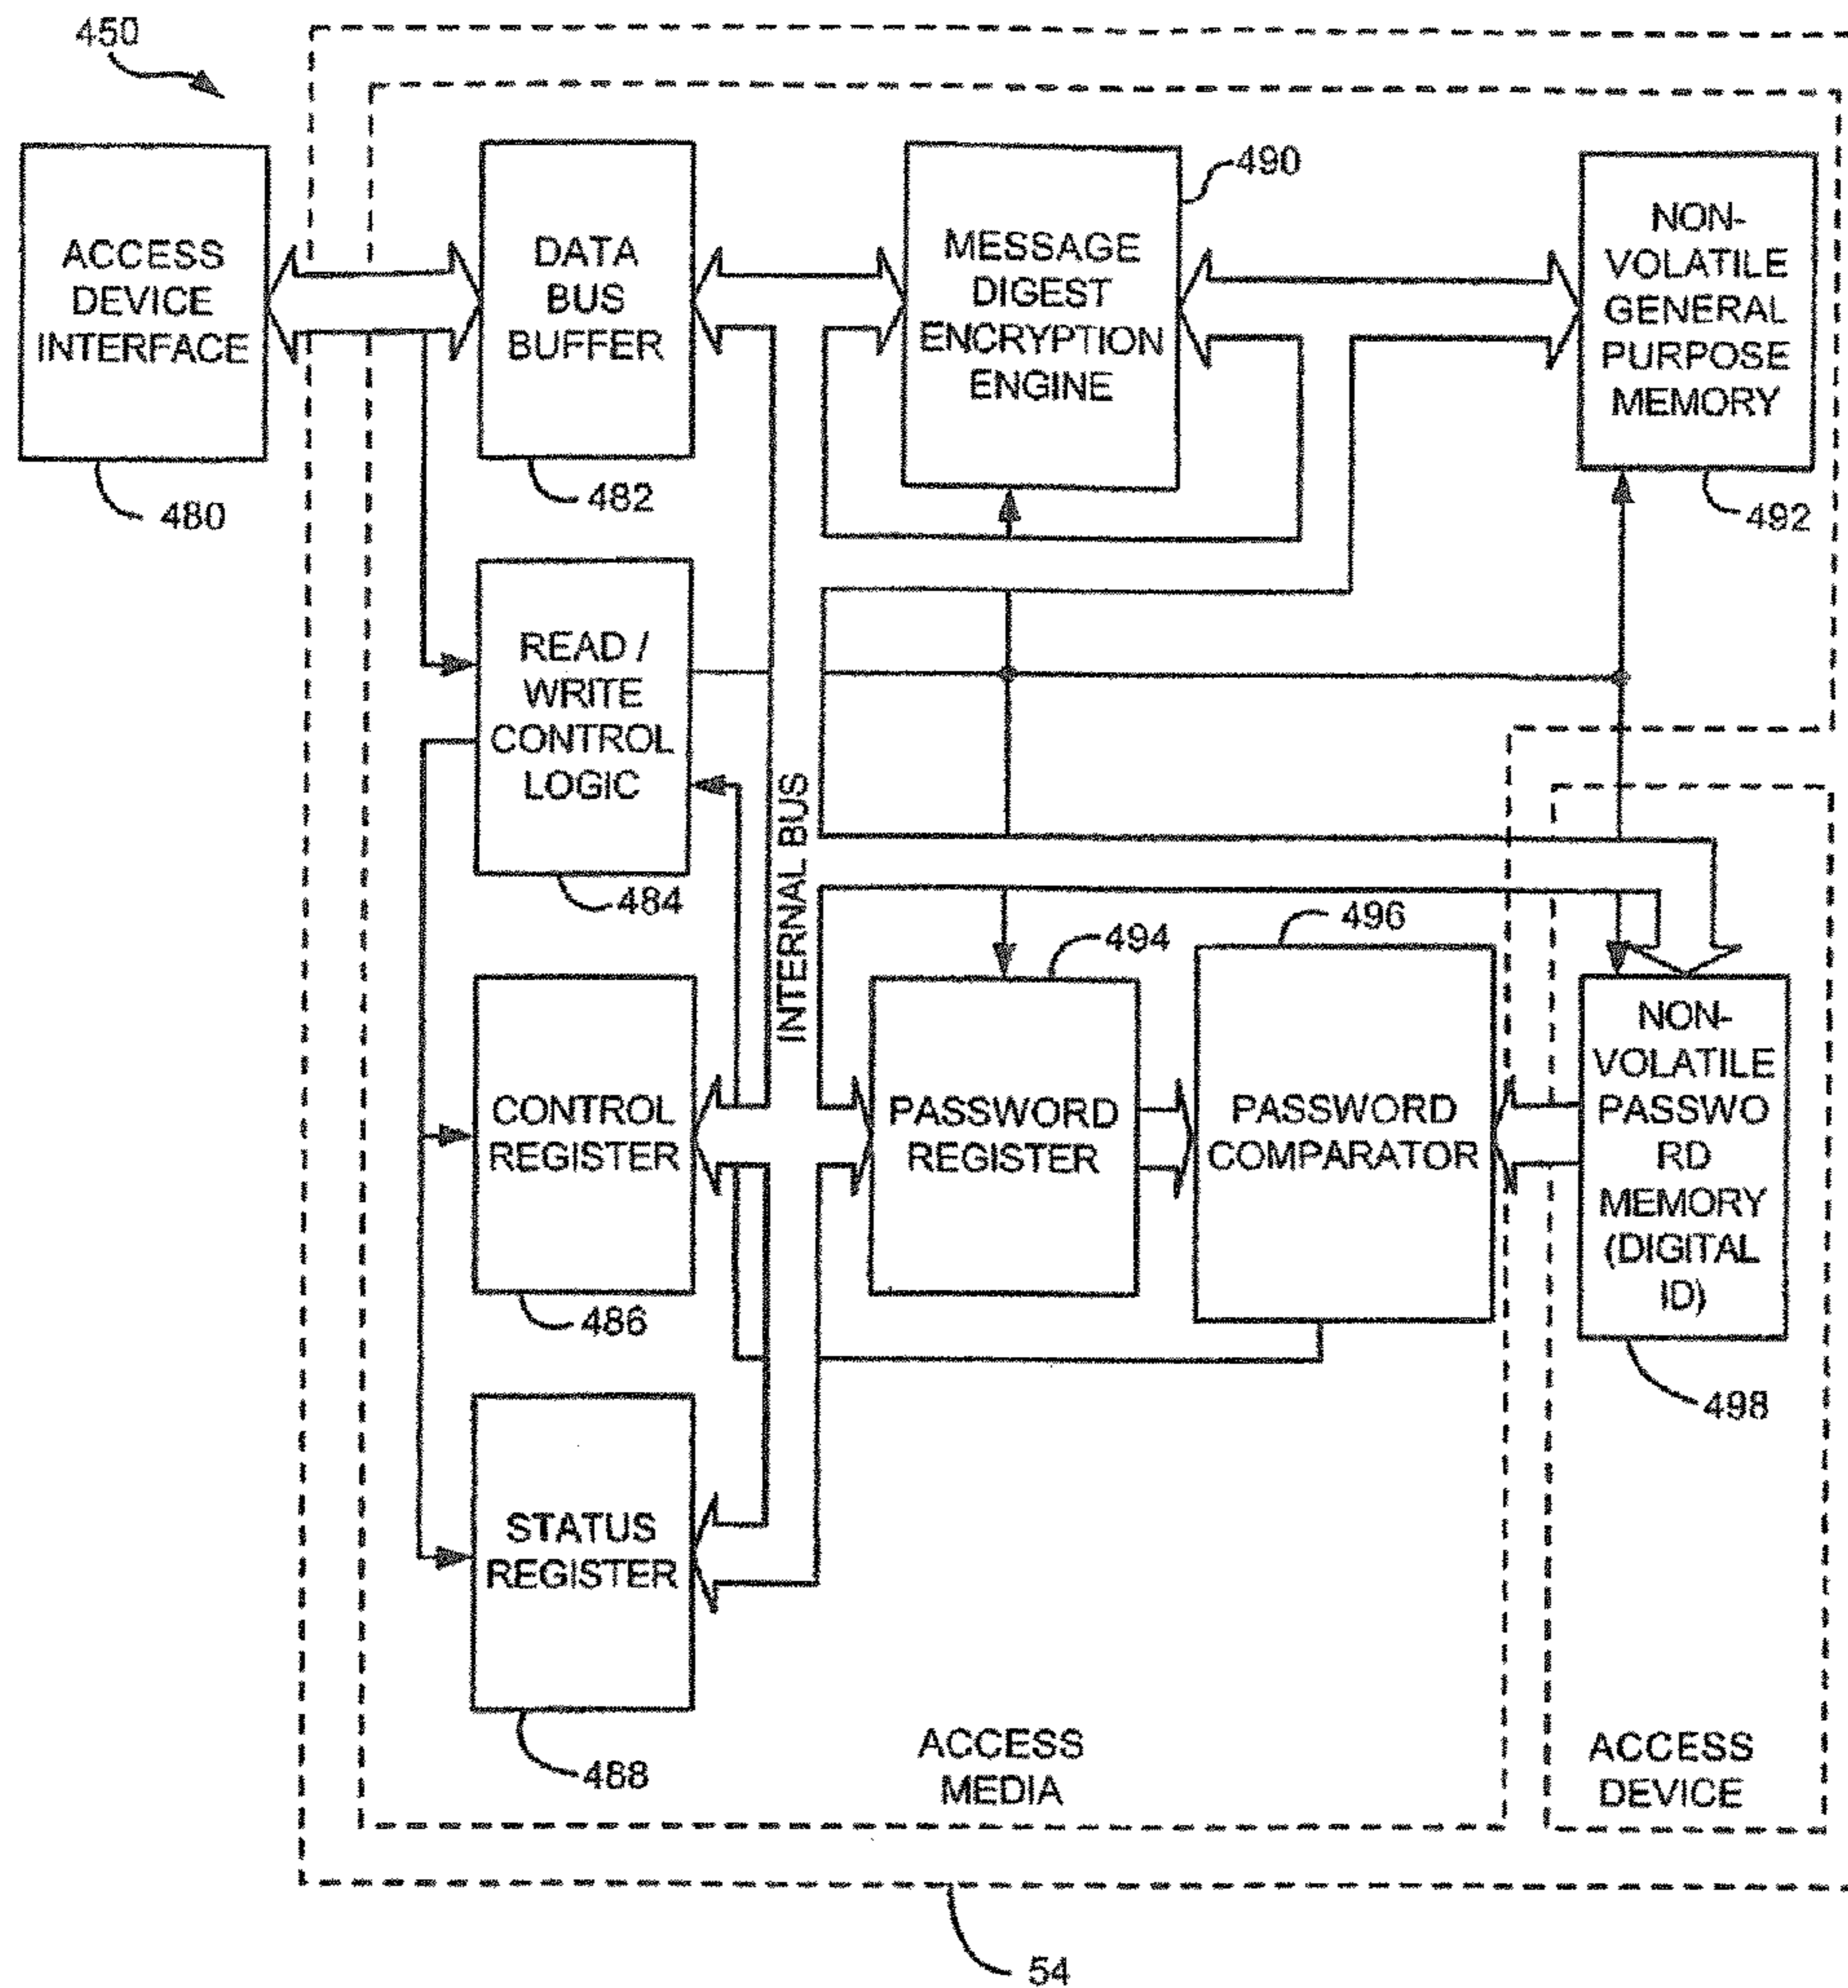 450
ACCESS
DEVICE
INTERFACE
480
DATA
BUS
BUFFER
482
MESSAGE
DIGEST
ENCRYPTION
ENGINE
490
NON-
VOLATILE
GENERAL
PURPOSE
MEMORY
492
READ /
WRITE
CONTROL
LOGIC
484
INTERNAL BUS
CONTROL
REGISTER
486
PASSWORD
REGISTER
494
PASSWORD
COMPARATOR
496
NON-
VOLATILE
PASSWO
RD
MEMORY
(DIGITAL
ID)
498
STATUS
REGISTER
488
ACCESS
MEDIA
ACCESS
DEVICE
54